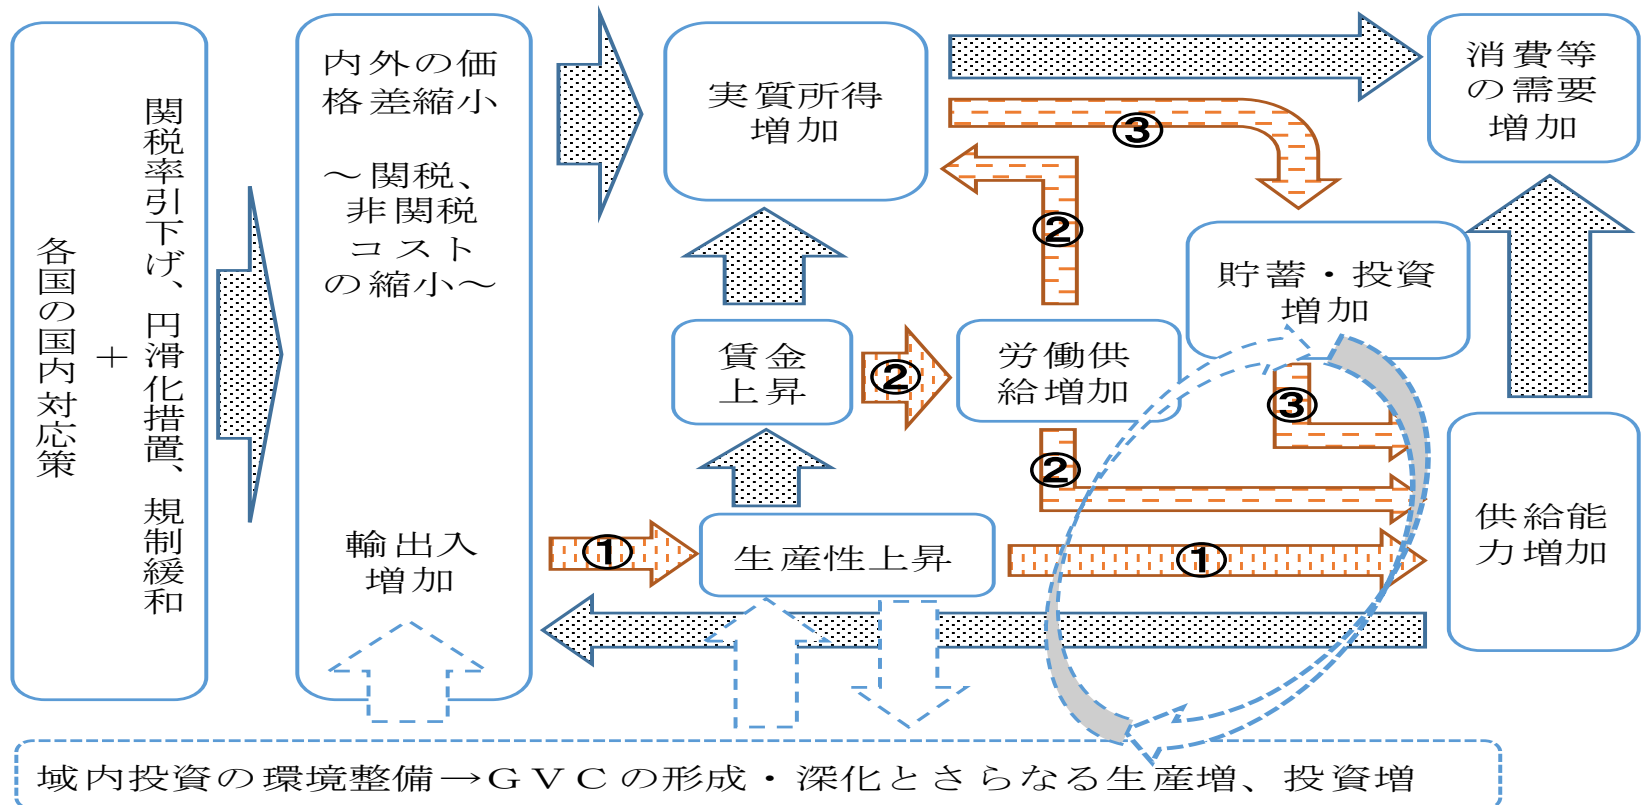 関税率引下げ、円滑化措置、規制緩和
＋
各国の国内対応策
内外の価
格差縮小
～関税、
非関税
コスト
の縮小～
輸出入
増加
実質所得
増加
消費等
の需要
増加
③
②
貯蓄・投資
増加
賃金
上昇
②
労働供
給増加
③
②
供給能
力増加
①
生産性上昇
①
域内投資の環境整備→ＧＶＣの形成・深化とさらなる生産増、投資増